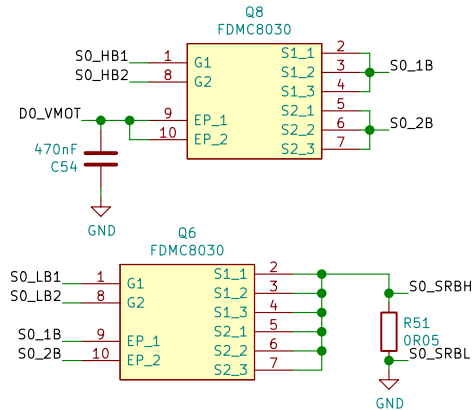 Q8
FDMC8030
S0_HB1 1 G1 S1_1 2
S0_HB2 8 G2 S1_2 3 S0_1B
S1_3 4
D0_VMOT 9 EP_1 S2_1 5
10 EP_2 S2_2 6 S0_2B
S2_3 7
470nF
C54
GND
Q6
FDMC8030
S0_LB1 1 G1 S1_1 2
S0_LB2 8 G2 S1_2 3 S0_SRBH
S1_3 4
S0_1B 9 EP_1 S2_1 5 R51
S0_2B 10 EP_2 S2_2 6 0R05
S2_3 7 S0_SRBL
GND